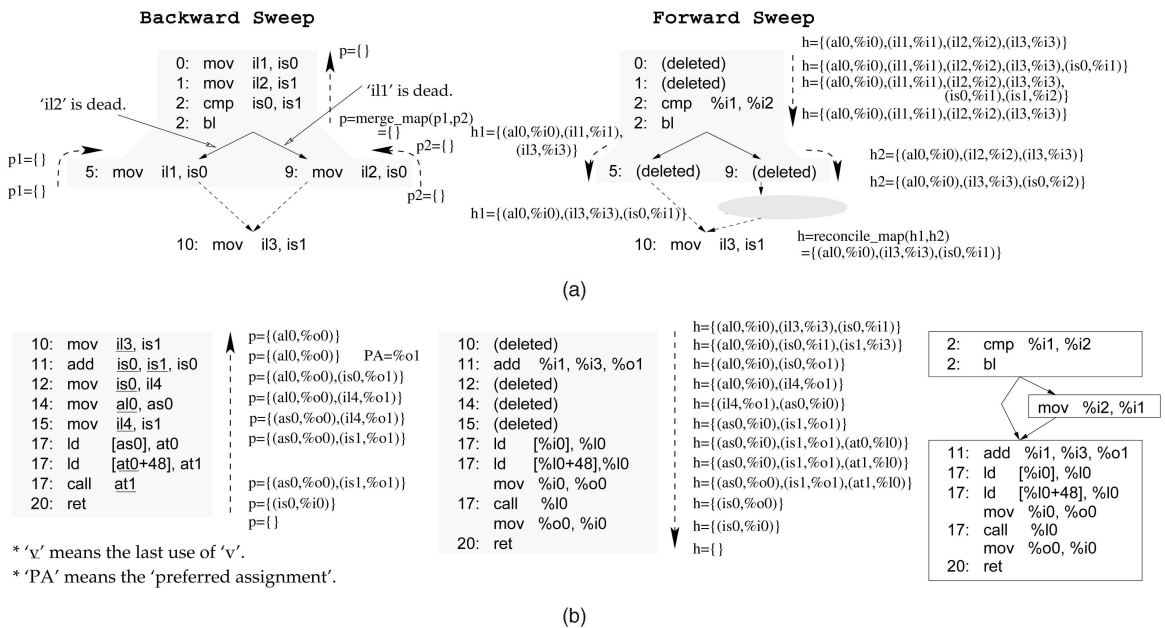 Backward Sweep
0: mov il1, is0
1: mov il2, is1
2: cmp is0, is1
2: bl
p={}
'il2' is dead.
'il1' is dead.
p=merge_map(p1,p2)
={}
p1={}
p2={}
5: mov il1, is0
9: mov il2, is0
p1={}
p2={}
10: mov il3, is1
Forward Sweep
0: (deleted)
1: (deleted)
2: cmp %i1, %i2
2: bl
h={(al0,%i0),(il1,%i1),(il2,%i2),(il3,%i3)}
h={(al0,%i0),(il1,%i1),(il2,%i2),(il3,%i3),(is0,%i1)}
h={(al0,%i0),(il1,%i1),(il2,%i2),(il3,%i3),
(is0,%i1),(is1,%i2)}
h={(al0,%i0),(il1,%i1),(il2,%i2),(il3,%i3)}
h1={(al0,%i0),(il1,%i1),
(il3,%i3)}
5: (deleted)
9: (deleted)
h2={(al0,%i0),(il2,%i2),(il3,%i3)}
h2={(al0,%i0),(il3,%i3),(is0,%i2)}
h1={(al0,%i0),(il3,%i3),(is0,%i1)}
10: mov il3, is1
h=reconcile_map(h1,h2)
={(al0,%i0),(il3,%i3),(is0,%i1)}
(a)
10: mov il3, is1
11: add is0, is1, is0
12: mov is0, il4
14: mov al0, as0
15: mov il4, is1
17: ld [as0], at0
17: ld [at0+48], at1
17: call at1
20: ret
p={(al0,%o0)}
p={(al0,%o0)} PA=%o1
p={(al0,%o0),(is0,%o1)}
p={(al0,%o0),(il4,%o1)}
p={(as0,%o0),(il4,%o1)}
p={(as0,%o0),(is1,%o1)}
p={(as0,%o0),(is1,%o1)}
p={(is0,%i0)}
p={}
* 'v' means the last use of 'v'.
* 'PA' means the 'preferred assignment'.
10: (deleted)
11: add %i1, %i3, %o1
12: (deleted)
14: (deleted)
15: (deleted)
17: ld [%i0], %l0
17: ld [%l0+48],%l0
mov %i0, %o0
17: call %l0
mov %o0, %i0
20: ret
h={(al0,%i0),(il3,%i3),(is0,%i1)}
h={(al0,%i0),(is0,%i1),(is1,%i3)}
h={(al0,%i0),(is0,%o1)}
h={(al0,%i0),(il4,%o1)}
h={(il4,%o1),(as0,%i0)}
h={(as0,%i0),(is1,%o1)}
h={(as0,%i0),(is1,%o1),(at0,%l0)}
h={(as0,%i0),(is1,%o1),(at1,%l0)}
h={(as0,%o0),(is1,%o1),(at1,%l0)}
h={(is0,%o0)}
h={(is0,%i0)}
h={}
2: cmp %i1, %i2
2: bl
mov %i2, %i1
11: add %i1, %i3, %o1
17: ld [%i0], %l0
17: ld [%l0+48], %l0
mov %i0, %o0
17: call %l0
mov %o0, %i0
20: ret
(b)